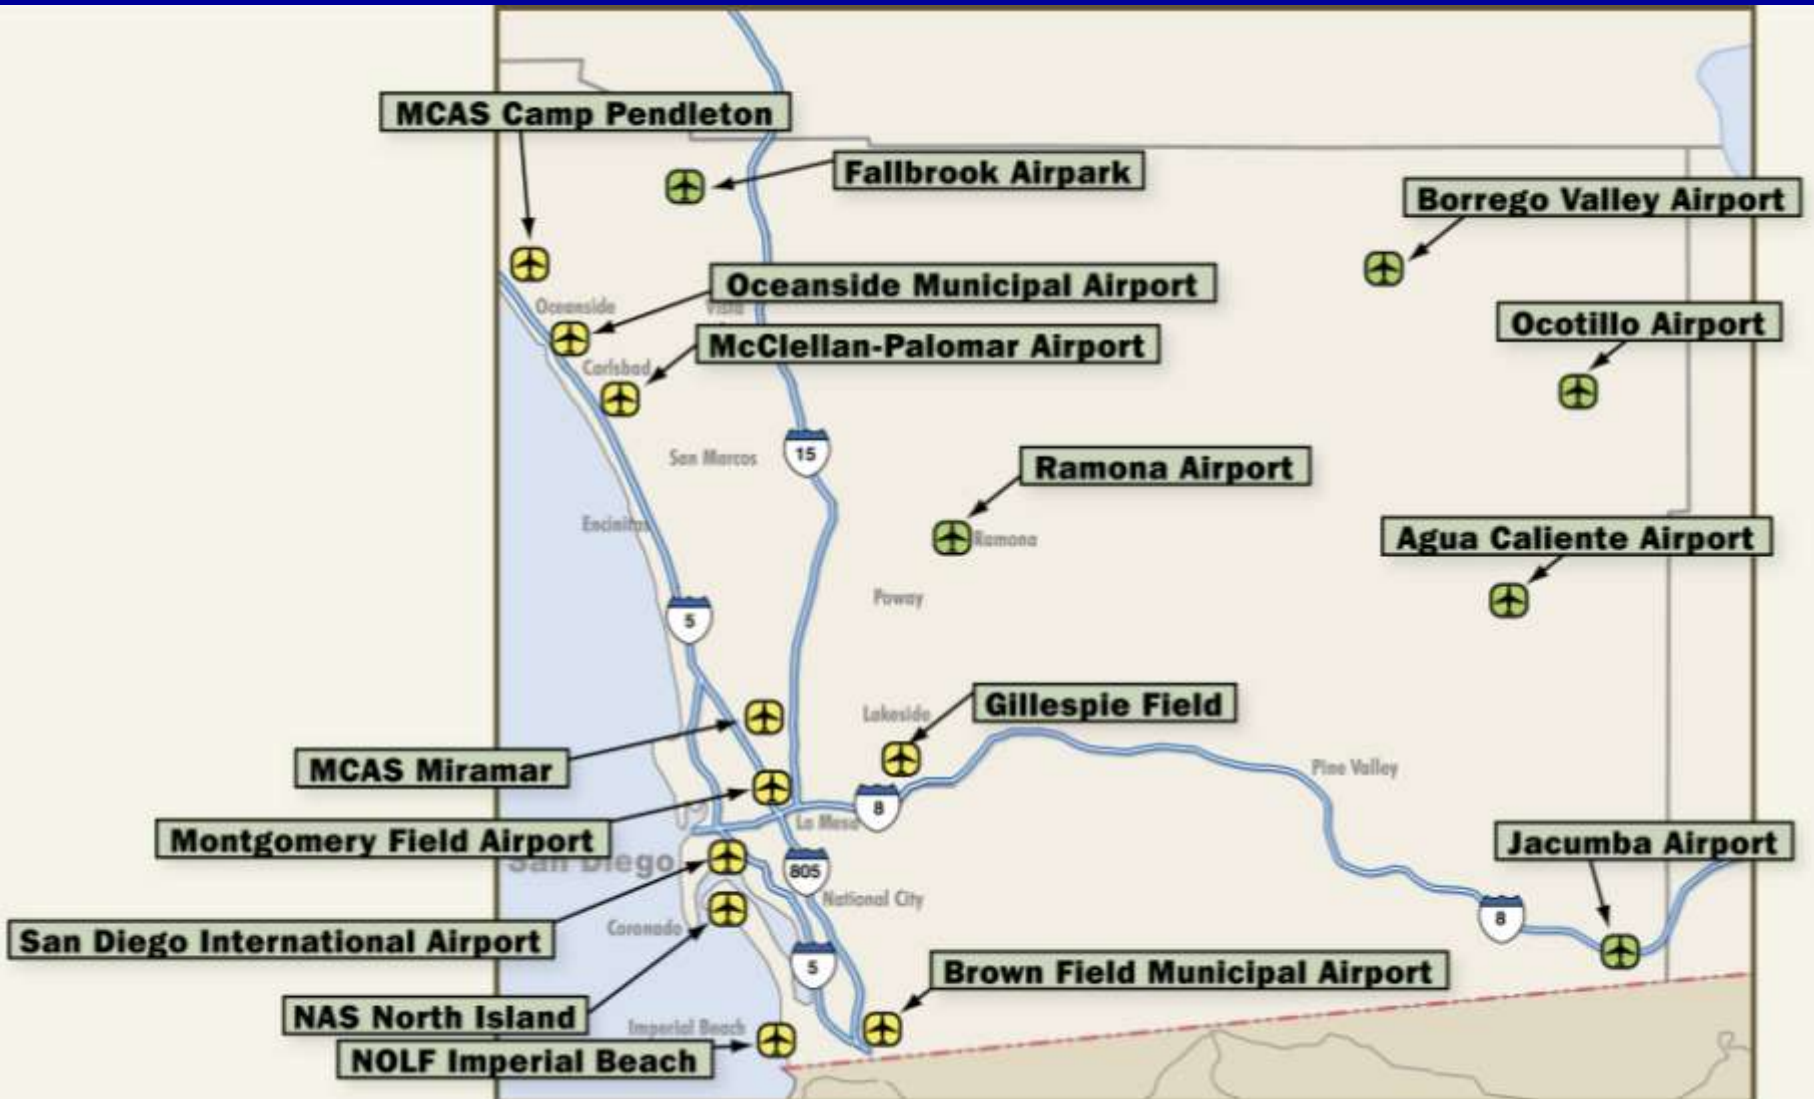 MCAS Camp Pendleton
Fallbrook Airpark
Borrego Valley Airport
Oceanside Municipal Airport
Oceanside
Vista
Ocotillo Airport
McClellan-Palomar Airport
Carlsbad
15
San Marcos
Ramona Airport
Encinitas
Ramona
Agua Caliente Airport
Poway
5
Gillespie Field
Lakeside
MCAS Miramar
Pine Valley
8
Montgomery Field Airport
La Mesa
Jacumba Airport
San Diego
805
National City
8
Coronado
San Diego International Airport
5
Brown Field Municipal Airport
NAS North Island
Imperial Beach
NOLF Imperial Beach